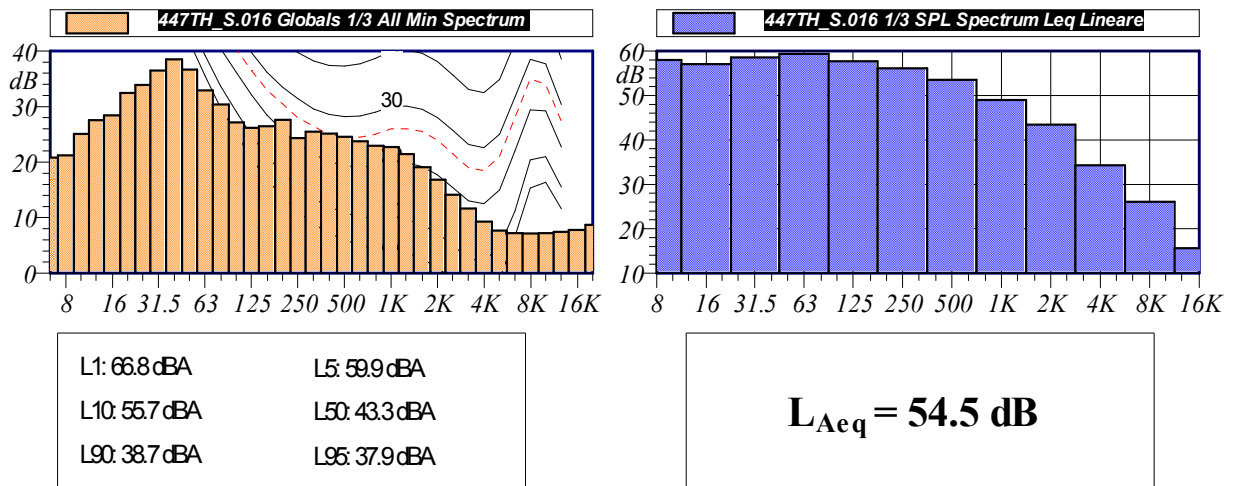 447TH_S.016 Globals 1/3 All Min Spectrum
40
dB
30
20
10
0
30
8 16 31.5 63 125 250 500 1K 2K 4K 8K 16K
447TH_S.016 1/3 SPL Spectrum Leq Lineare
60
dB
50
40
30
20
10
8 16 31.5 63 125 250 500 1K 2K 4K 8K 16K
L1: 66.8 dBA L5: 59.9 dBA
L10: 55.7 dBA L50: 43.3 dBA
L90: 38.7 dBA L95: 37.9 dBA
LAeq = 54.5 dB